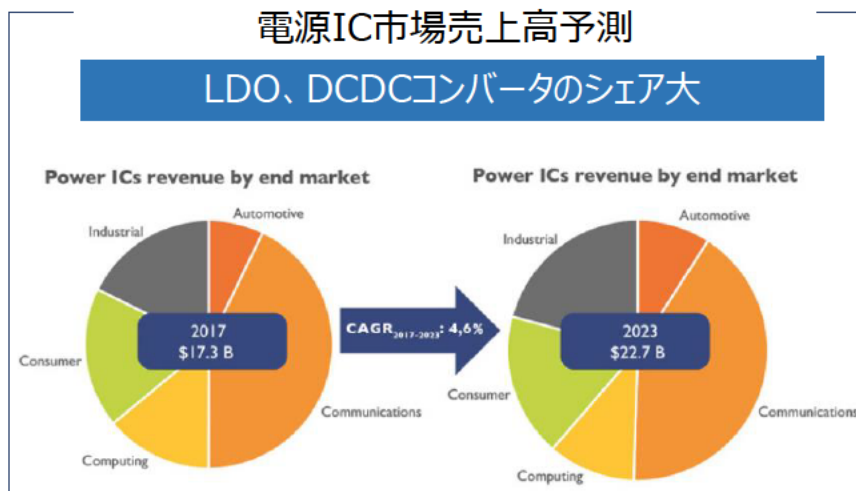 電源IC市場売上高予測
LDO、DCDCコンバータのシェア大
Power ICs revenue by end market
Automotive
Industrial
2017
$17.3 B
Consumer
Communications
Computing
CAGR2017-2023: 4,6%
Power ICs revenue by end market
Automotive
Industrial
2023
$22.7 B
Consumer
Communications
Computing